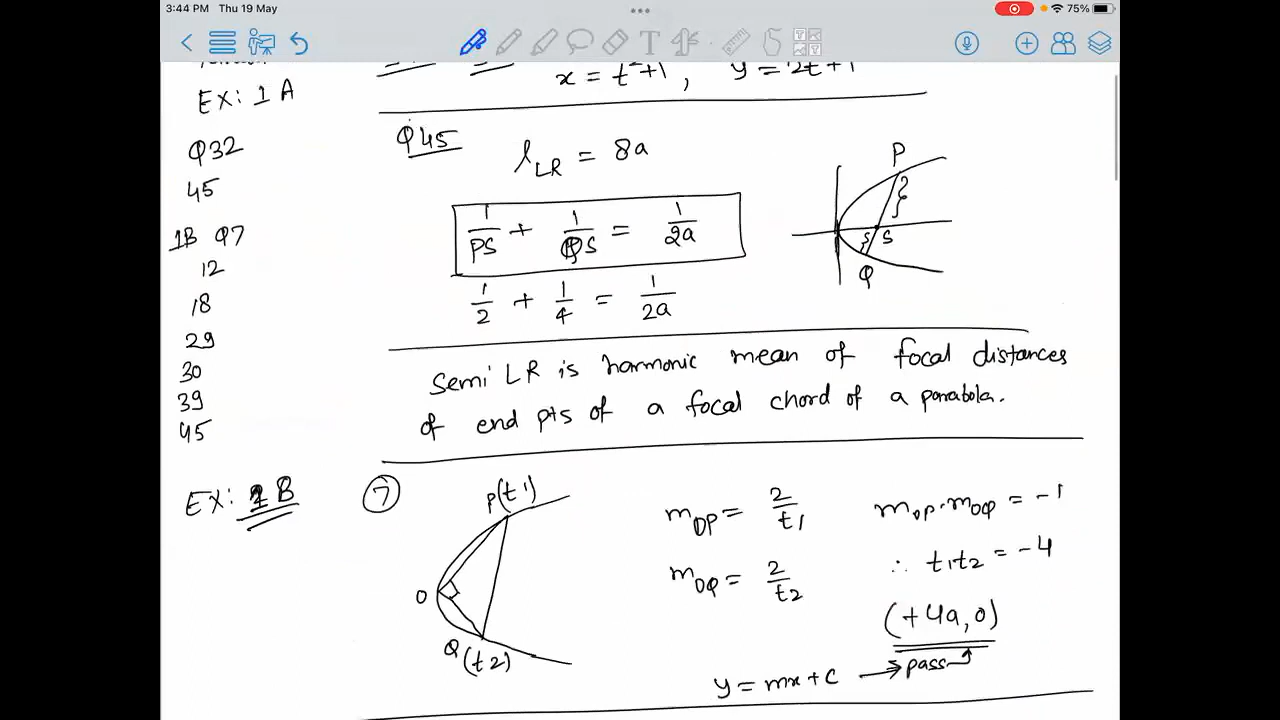 3:44 PM Thu 19 May
75%
EX: 1 A
x = t²+1, y = 2t+1
Q32
45
1B Q7
12
18
29
30
39
45
Q45
l_LR = 8a
1/PS + 1/QS = 1/2a
1/2 + 1/4 = 1/2a
P
S
Q
Semi LR is harmonic mean of focal distances
of end pts of a focal chord of a parabola.
EX: 1B
7
P(t1)
O
Q(t2)
m_OP = 2/t1
m_OP . m_OQ = -1
m_OQ = 2/t2
∴ t1t2 = -4
(+4a, 0)
y = mx + c → pass